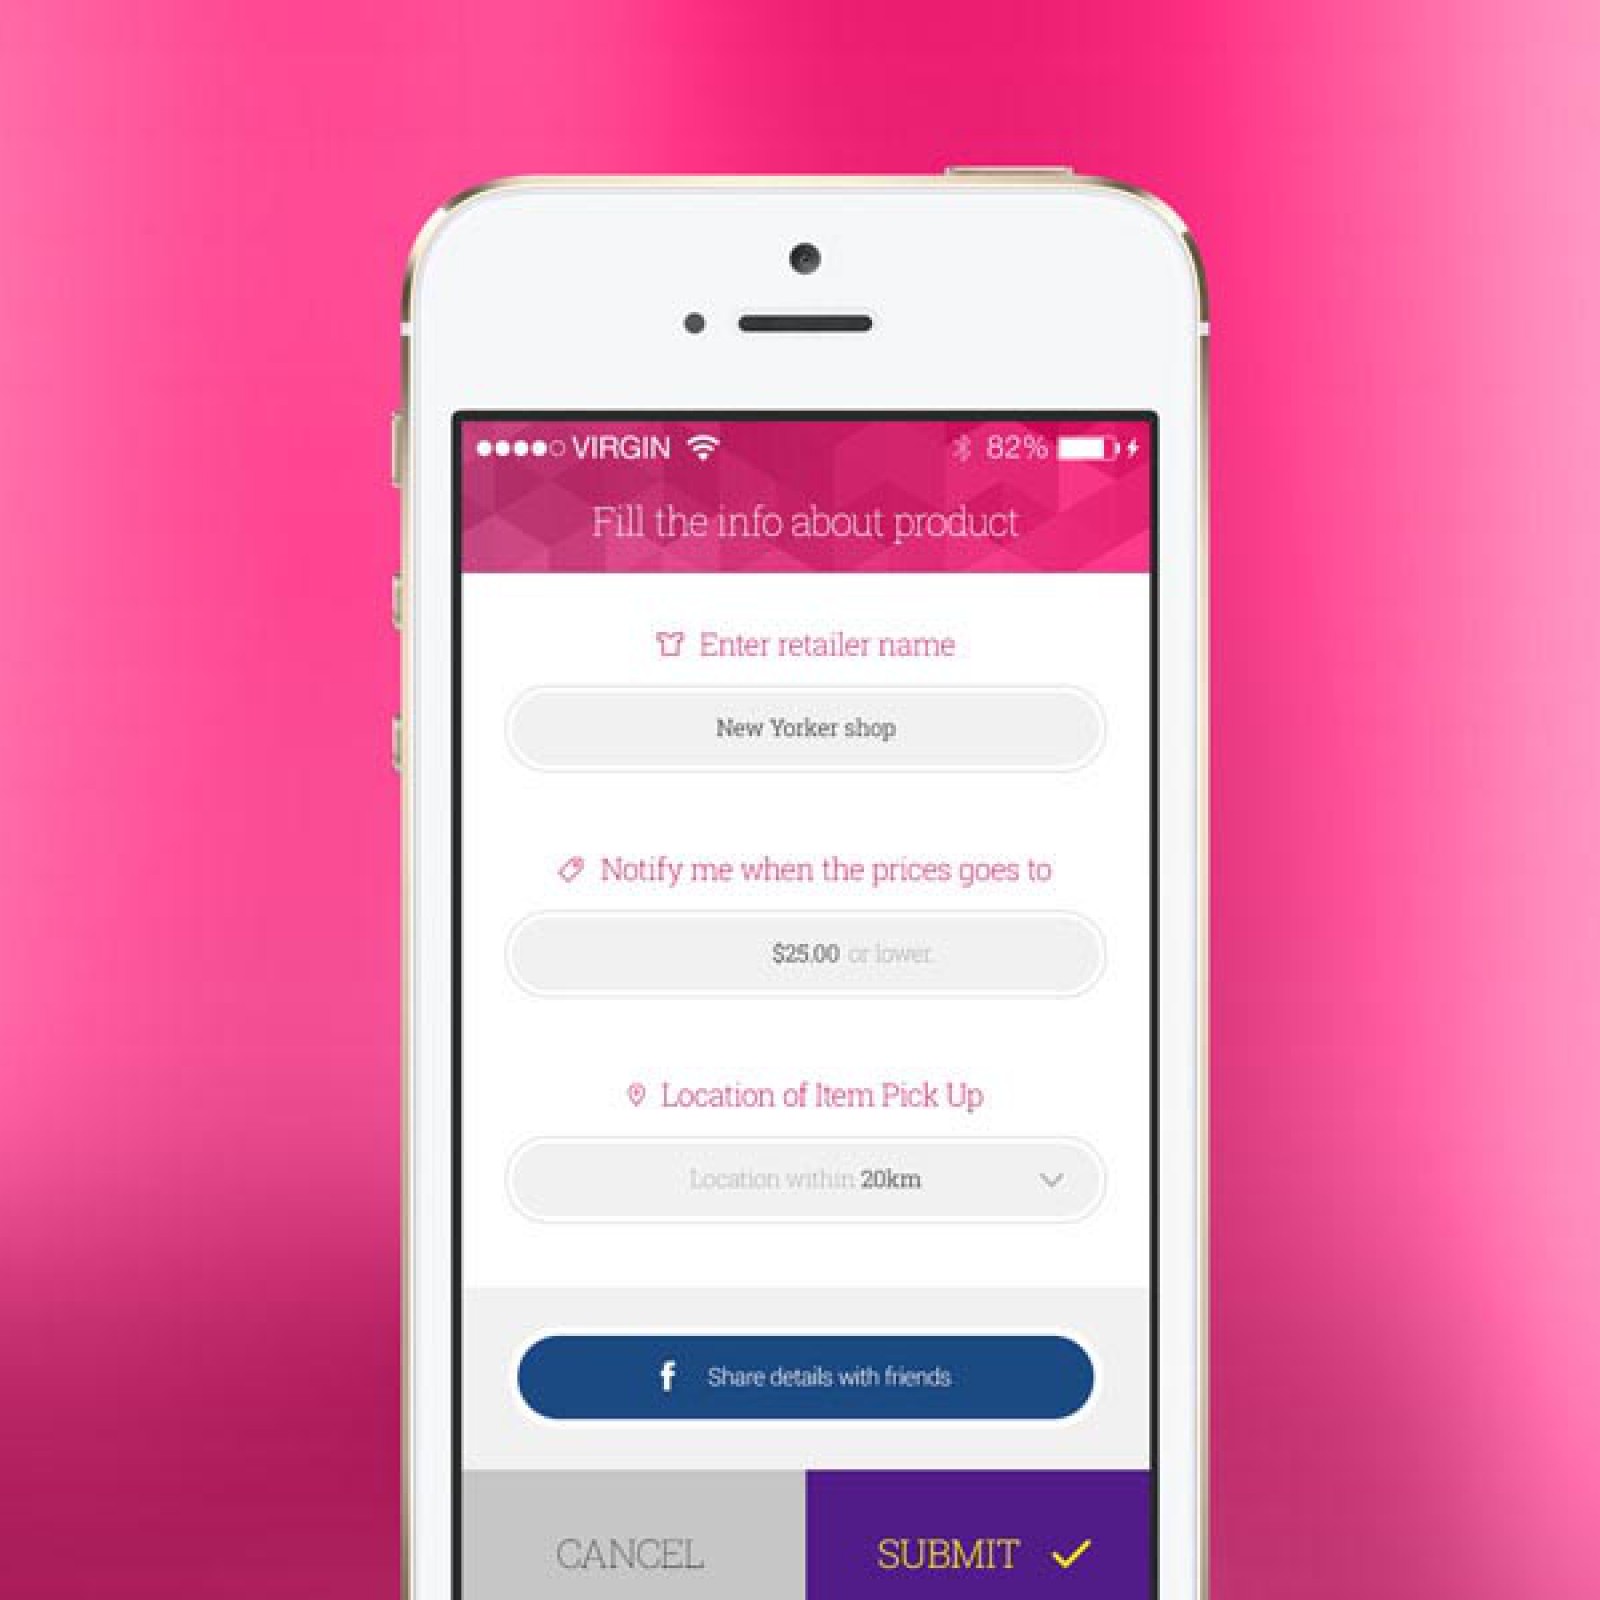 VIRGIN 82%
Fill the info about product
Enter retailer name
New Yorker shop
Notify me when the prices goes to
$25.00 or lower
Location of Item Pick Up
Location within 20km
f Share details with friends
CANCEL SUBMIT